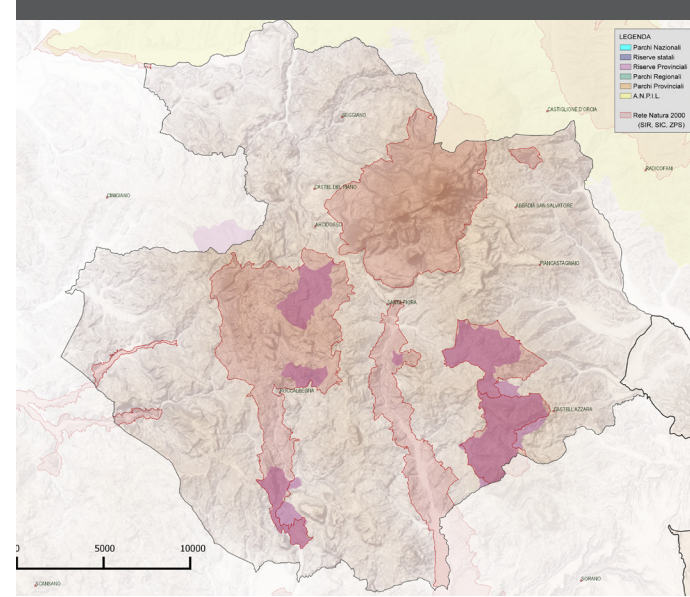 LEGENDA
Parchi Nazionali
Riserve statali
Riserve Provinciali
Parchi Regionali
Parchi Provinciali
A.N.P.I.L.
Rete Natura 2000
(SIR, SIC, ZPS)
CASTIGLIONE D'ORCIA
SEGGIANO
RADICOFANI
CASTEL DEL PIANO
CINIGIANO
ABBADIA SAN SALVATORE
ARCIDOSSO
PIANCASTAGNAIO
SANTA FIORA
ROCCALBEGNA
CASTELL'AZZARA
0 5000 10000
SCANSANO
SORANO